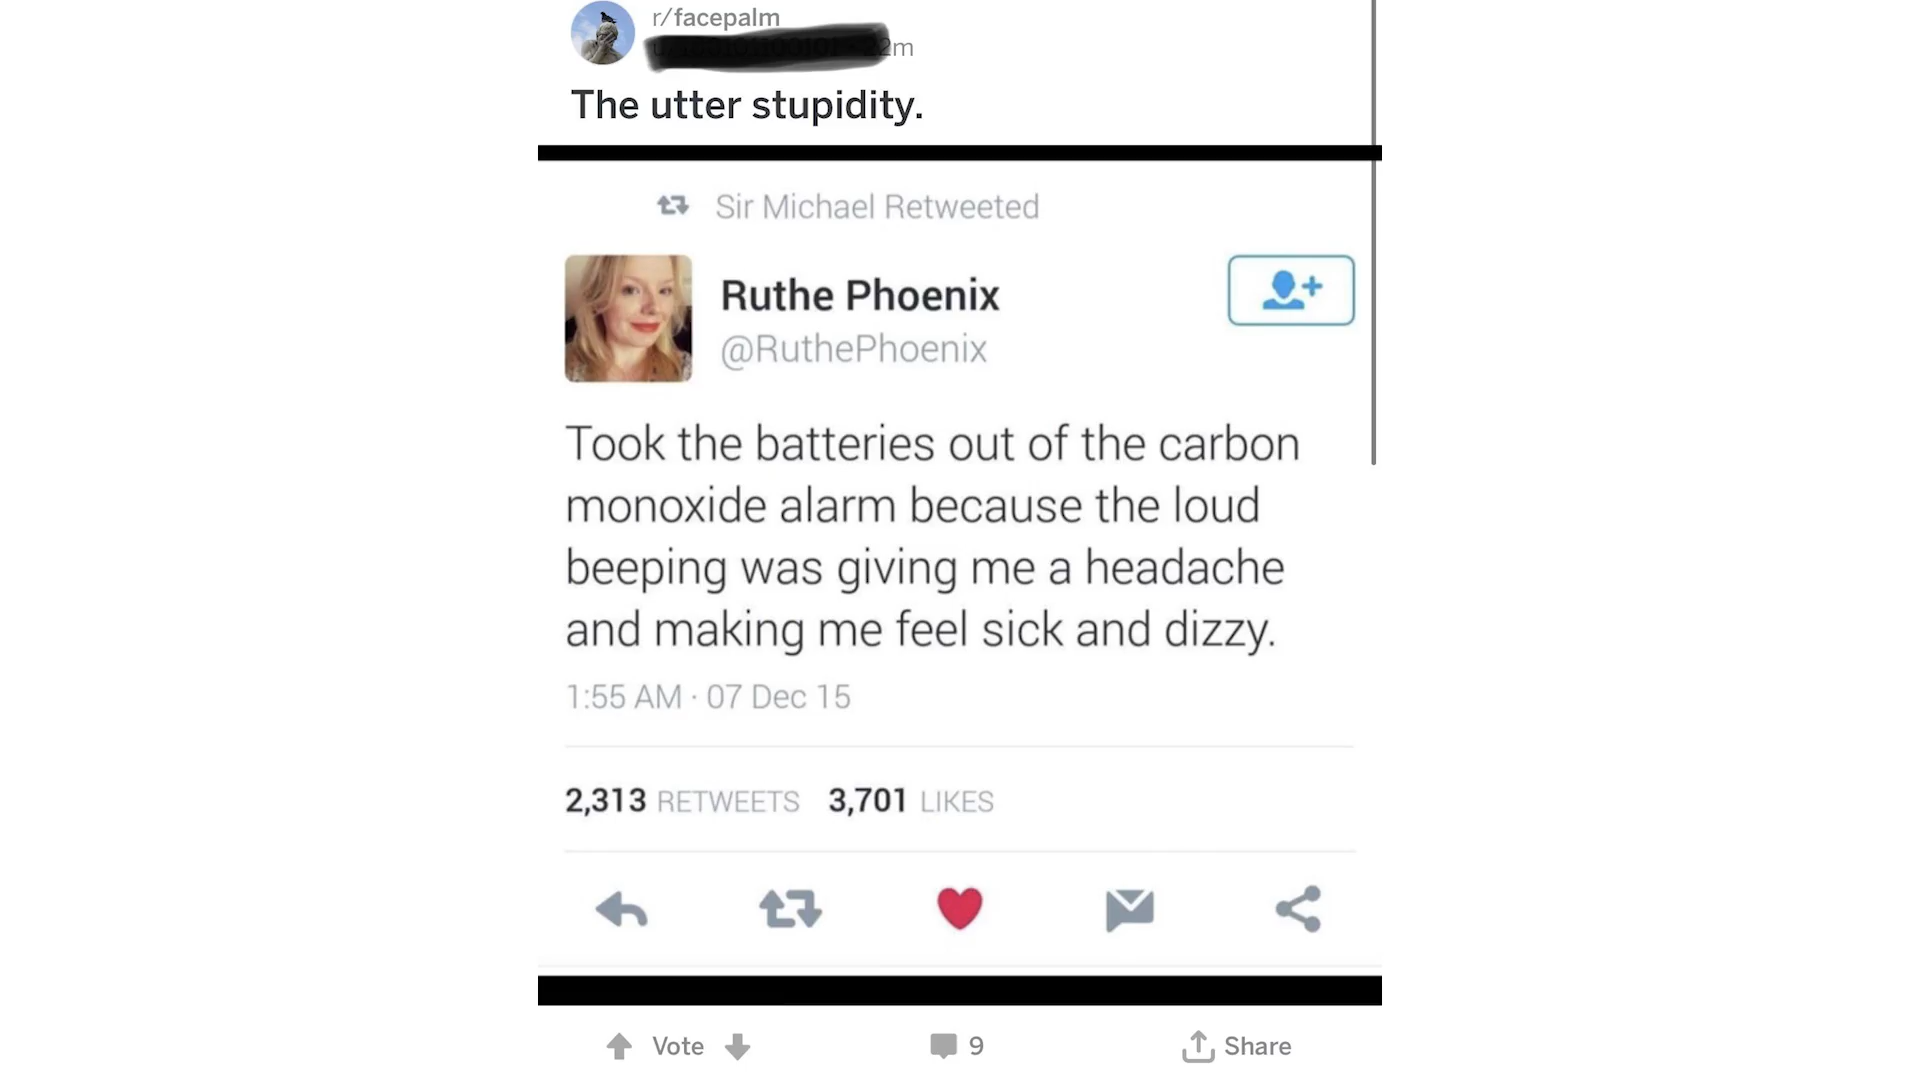 r/facepalm
22m
The utter stupidity.
Sir Michael Retweeted
Ruthe Phoenix
@RuthePhoenix
Took the batteries out of the carbon
monoxide alarm because the loud
beeping was giving me a headache
and making me feel sick and dizzy.
1:55 AM · 07 Dec 15
2,313 RETWEETS 3,701 LIKES
Vote 9 Share